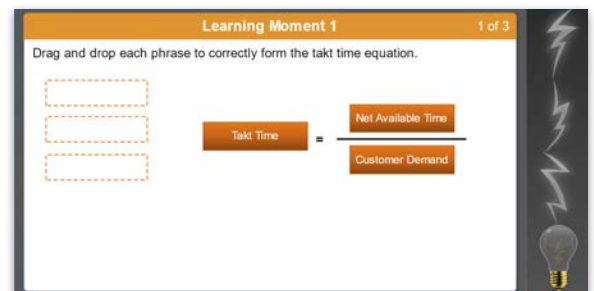 Learning Moment 1
1 of 3
Drag and drop each phrase to correctly form the takt time equation.
Takt Time
=
Net Available Time
Customer Demand